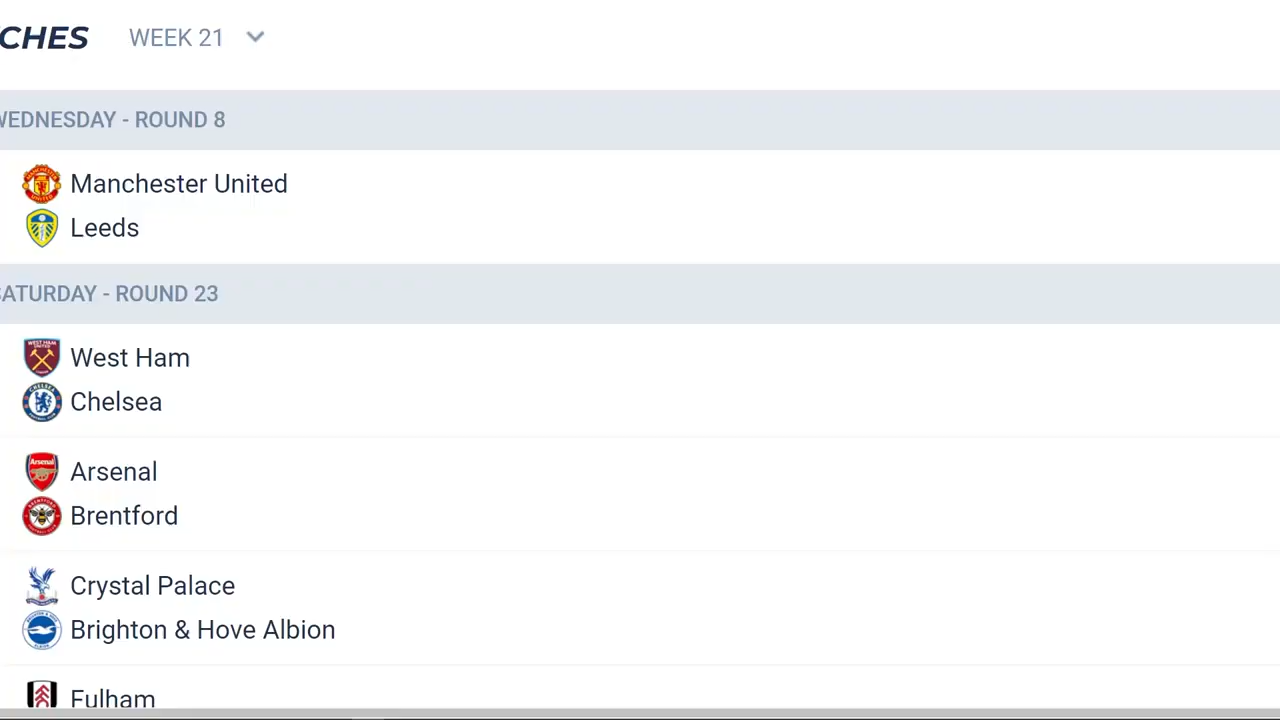 CHES WEEK 21
WEDNESDAY - ROUND 8
Manchester United
Leeds
SATURDAY - ROUND 23
West Ham
Chelsea
Arsenal
Brentford
Crystal Palace
Brighton & Hove Albion
Fulham